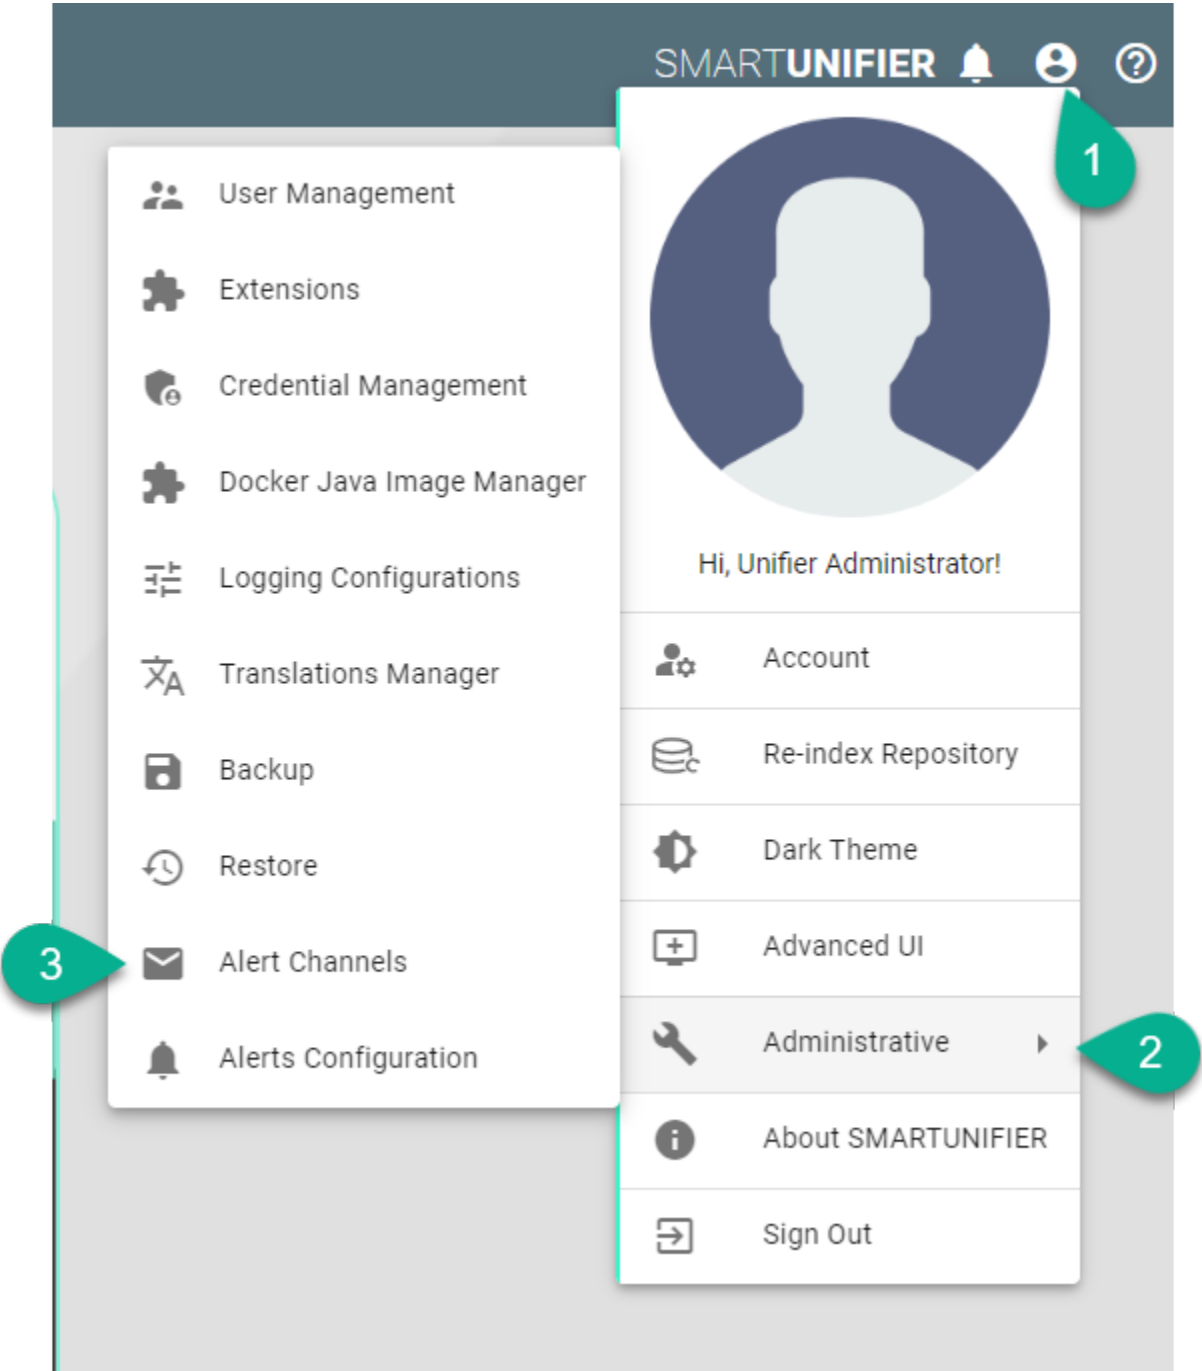 SMARTUNIFIER
1
User Management
Extensions
Credential Management
Docker Java Image Manager
Logging Configurations
Translations Manager
Backup
Restore
3
Alert Channels
Alerts Configuration
Hi, Unifier Administrator!
Account
Re-index Repository
Dark Theme
Advanced UI
Administrative
2
About SMARTUNIFIER
Sign Out